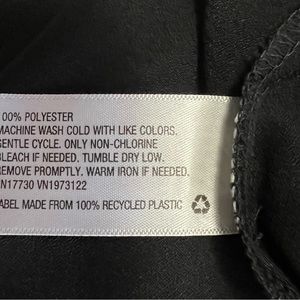 00% POLYESTER
MACHINE WASH COLD WITH LIKE COLORS.
GENTLE CYCLE. ONLY NON-CHLORINE
BLEACH IF NEEDED. TUMBLE DRY LOW.
REMOVE PROMPTLY. WARM IRON IF NEEDED.
N17730 VN1973122
ABEL MADE FROM 100% RECYCLED PLASTIC